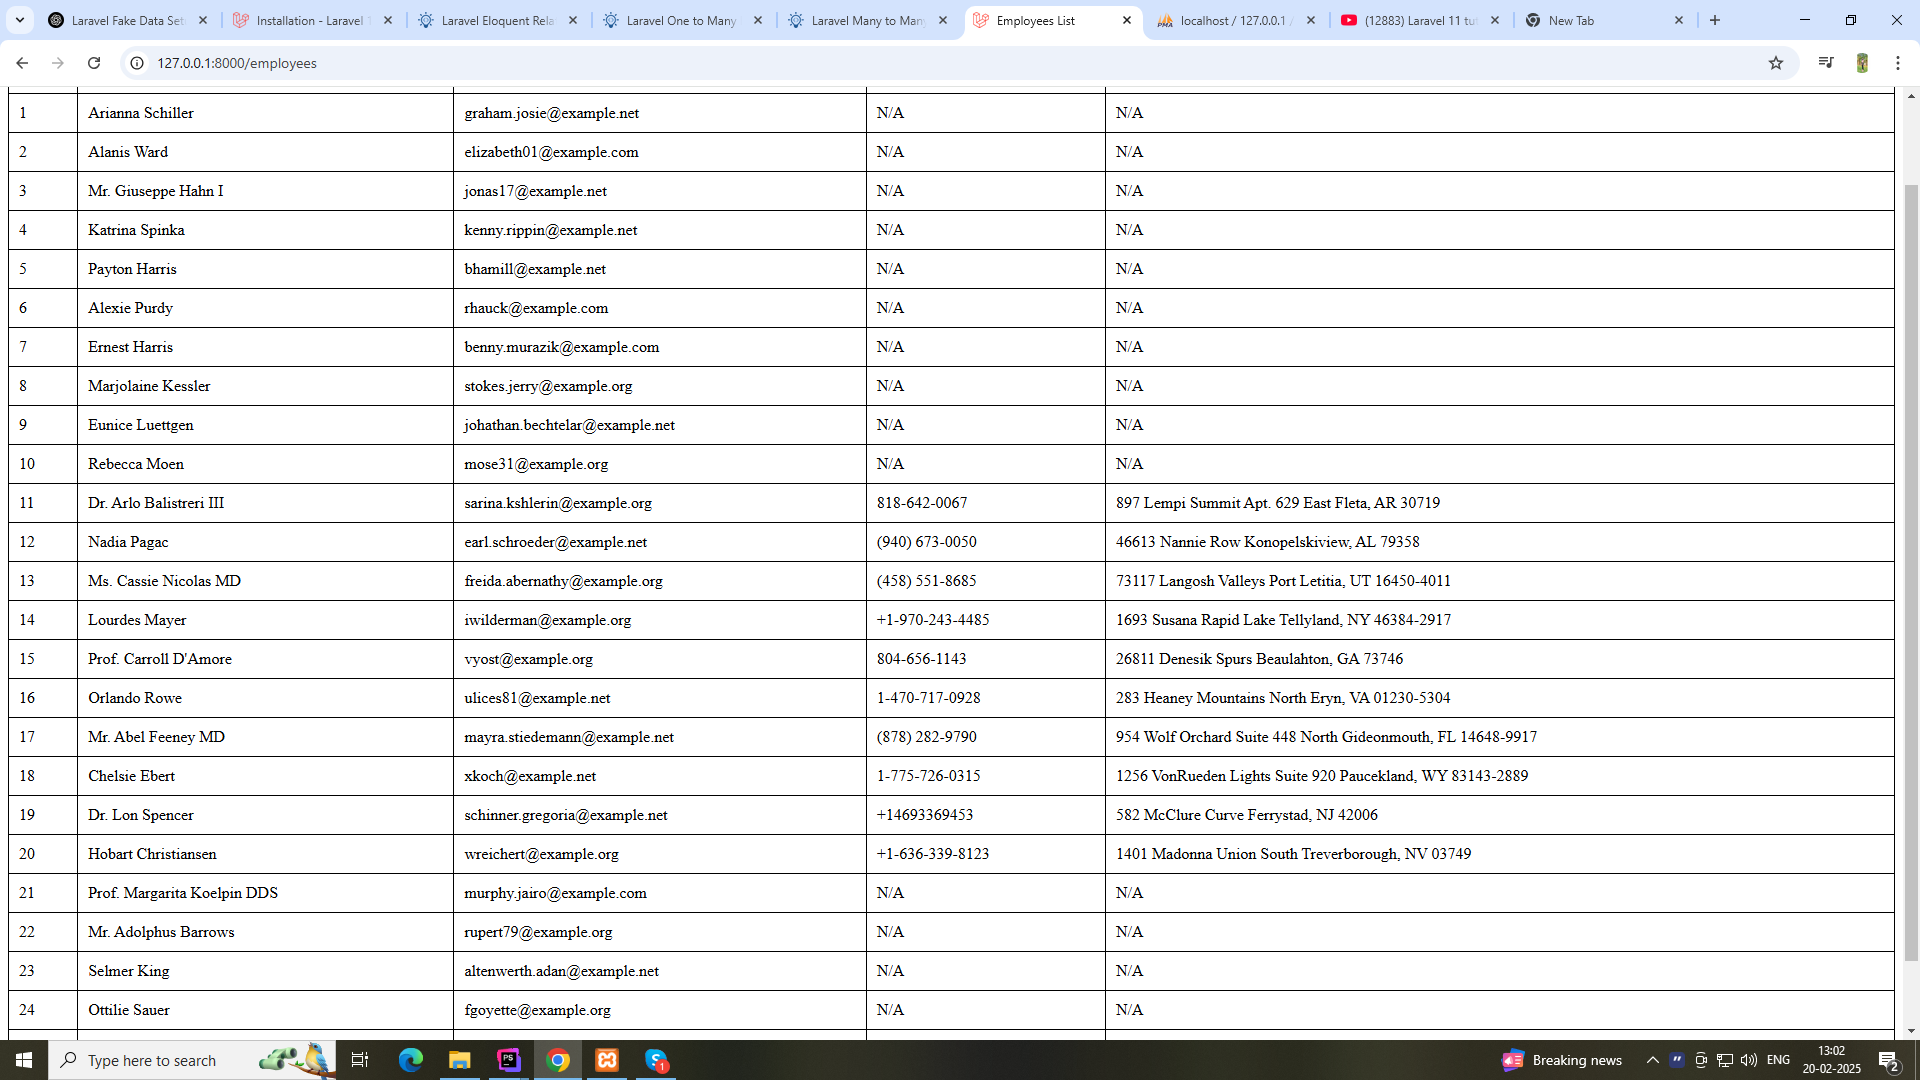 Laravel Fake Data Set
Installation - Laravel 1
Laravel Eloquent Rela
Laravel One to Many
Laravel Many to Many
Employees List
localhost / 127.0.0.1 /
(12883) Laravel 11 tut
New Tab
127.0.0.1:8000/employees
1 Arianna Schiller graham.josie@example.net N/A N/A
2 Alanis Ward elizabeth01@example.com N/A N/A
3 Mr. Giuseppe Hahn I jonas17@example.net N/A N/A
4 Katrina Spinka kenny.rippin@example.net N/A N/A
5 Payton Harris bhamill@example.net N/A N/A
6 Alexie Purdy rhauck@example.com N/A N/A
7 Ernest Harris benny.murazik@example.com N/A N/A
8 Marjolaine Kessler stokes.jerry@example.org N/A N/A
9 Eunice Luettgen johathan.bechtelar@example.net N/A N/A
10 Rebecca Moen mose31@example.org N/A N/A
11 Dr. Arlo Balistreri III sarina.kshlerin@example.org 818-642-0067 897 Lempi Summit Apt. 629 East Fleta, AR 30719
12 Nadia Pagac earl.schroeder@example.net (940) 673-0050 46613 Nannie Row Konopelskiview, AL 79358
13 Ms. Cassie Nicolas MD freida.abernathy@example.org (458) 551-8685 73117 Langosh Valleys Port Letitia, UT 16450-4011
14 Lourdes Mayer iwilderman@example.org +1-970-243-4485 1693 Susana Rapid Lake Tellyland, NY 46384-2917
15 Prof. Carroll D'Amore vyost@example.org 804-656-1143 26811 Denesik Spurs Beaulahton, GA 73746
16 Orlando Rowe ulices81@example.net 1-470-717-0928 283 Heaney Mountains North Eryn, VA 01230-5304
17 Mr. Abel Feeney MD mayra.stiedemann@example.net (878) 282-9790 954 Wolf Orchard Suite 448 North Gideonmouth, FL 14648-9917
18 Chelsie Ebert xkoch@example.net 1-775-726-0315 1256 VonRueden Lights Suite 920 Paucekland, WY 83143-2889
19 Dr. Lon Spencer schinner.gregoria@example.net +14693369453 582 McClure Curve Ferrystad, NJ 42006
20 Hobart Christiansen wreichert@example.org +1-636-339-8123 1401 Madonna Union South Treverborough, NV 03749
21 Prof. Margarita Koelpin DDS murphy.jairo@example.com N/A N/A
22 Mr. Adolphus Barrows rupert79@example.org N/A N/A
23 Selmer King altenwerth.adan@example.net N/A N/A
24 Ottilie Sauer fgoyette@example.org N/A N/A
Type here to search
PS
1
Breaking news
ENG
13:02
20-02-2025
2